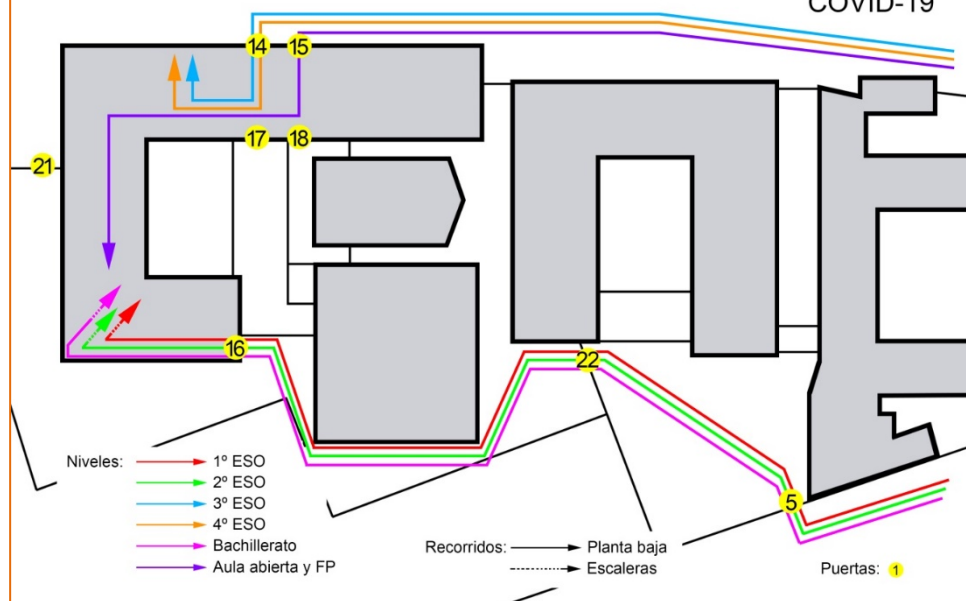 COVID-19
14
15
17
18
21
16
22
5
Niveles:
1º ESO
2º ESO
3º ESO
4º ESO
Bachillerato
Aula abierta y FP
Recorridos:
Planta baja
Escaleras
Puertas: 1